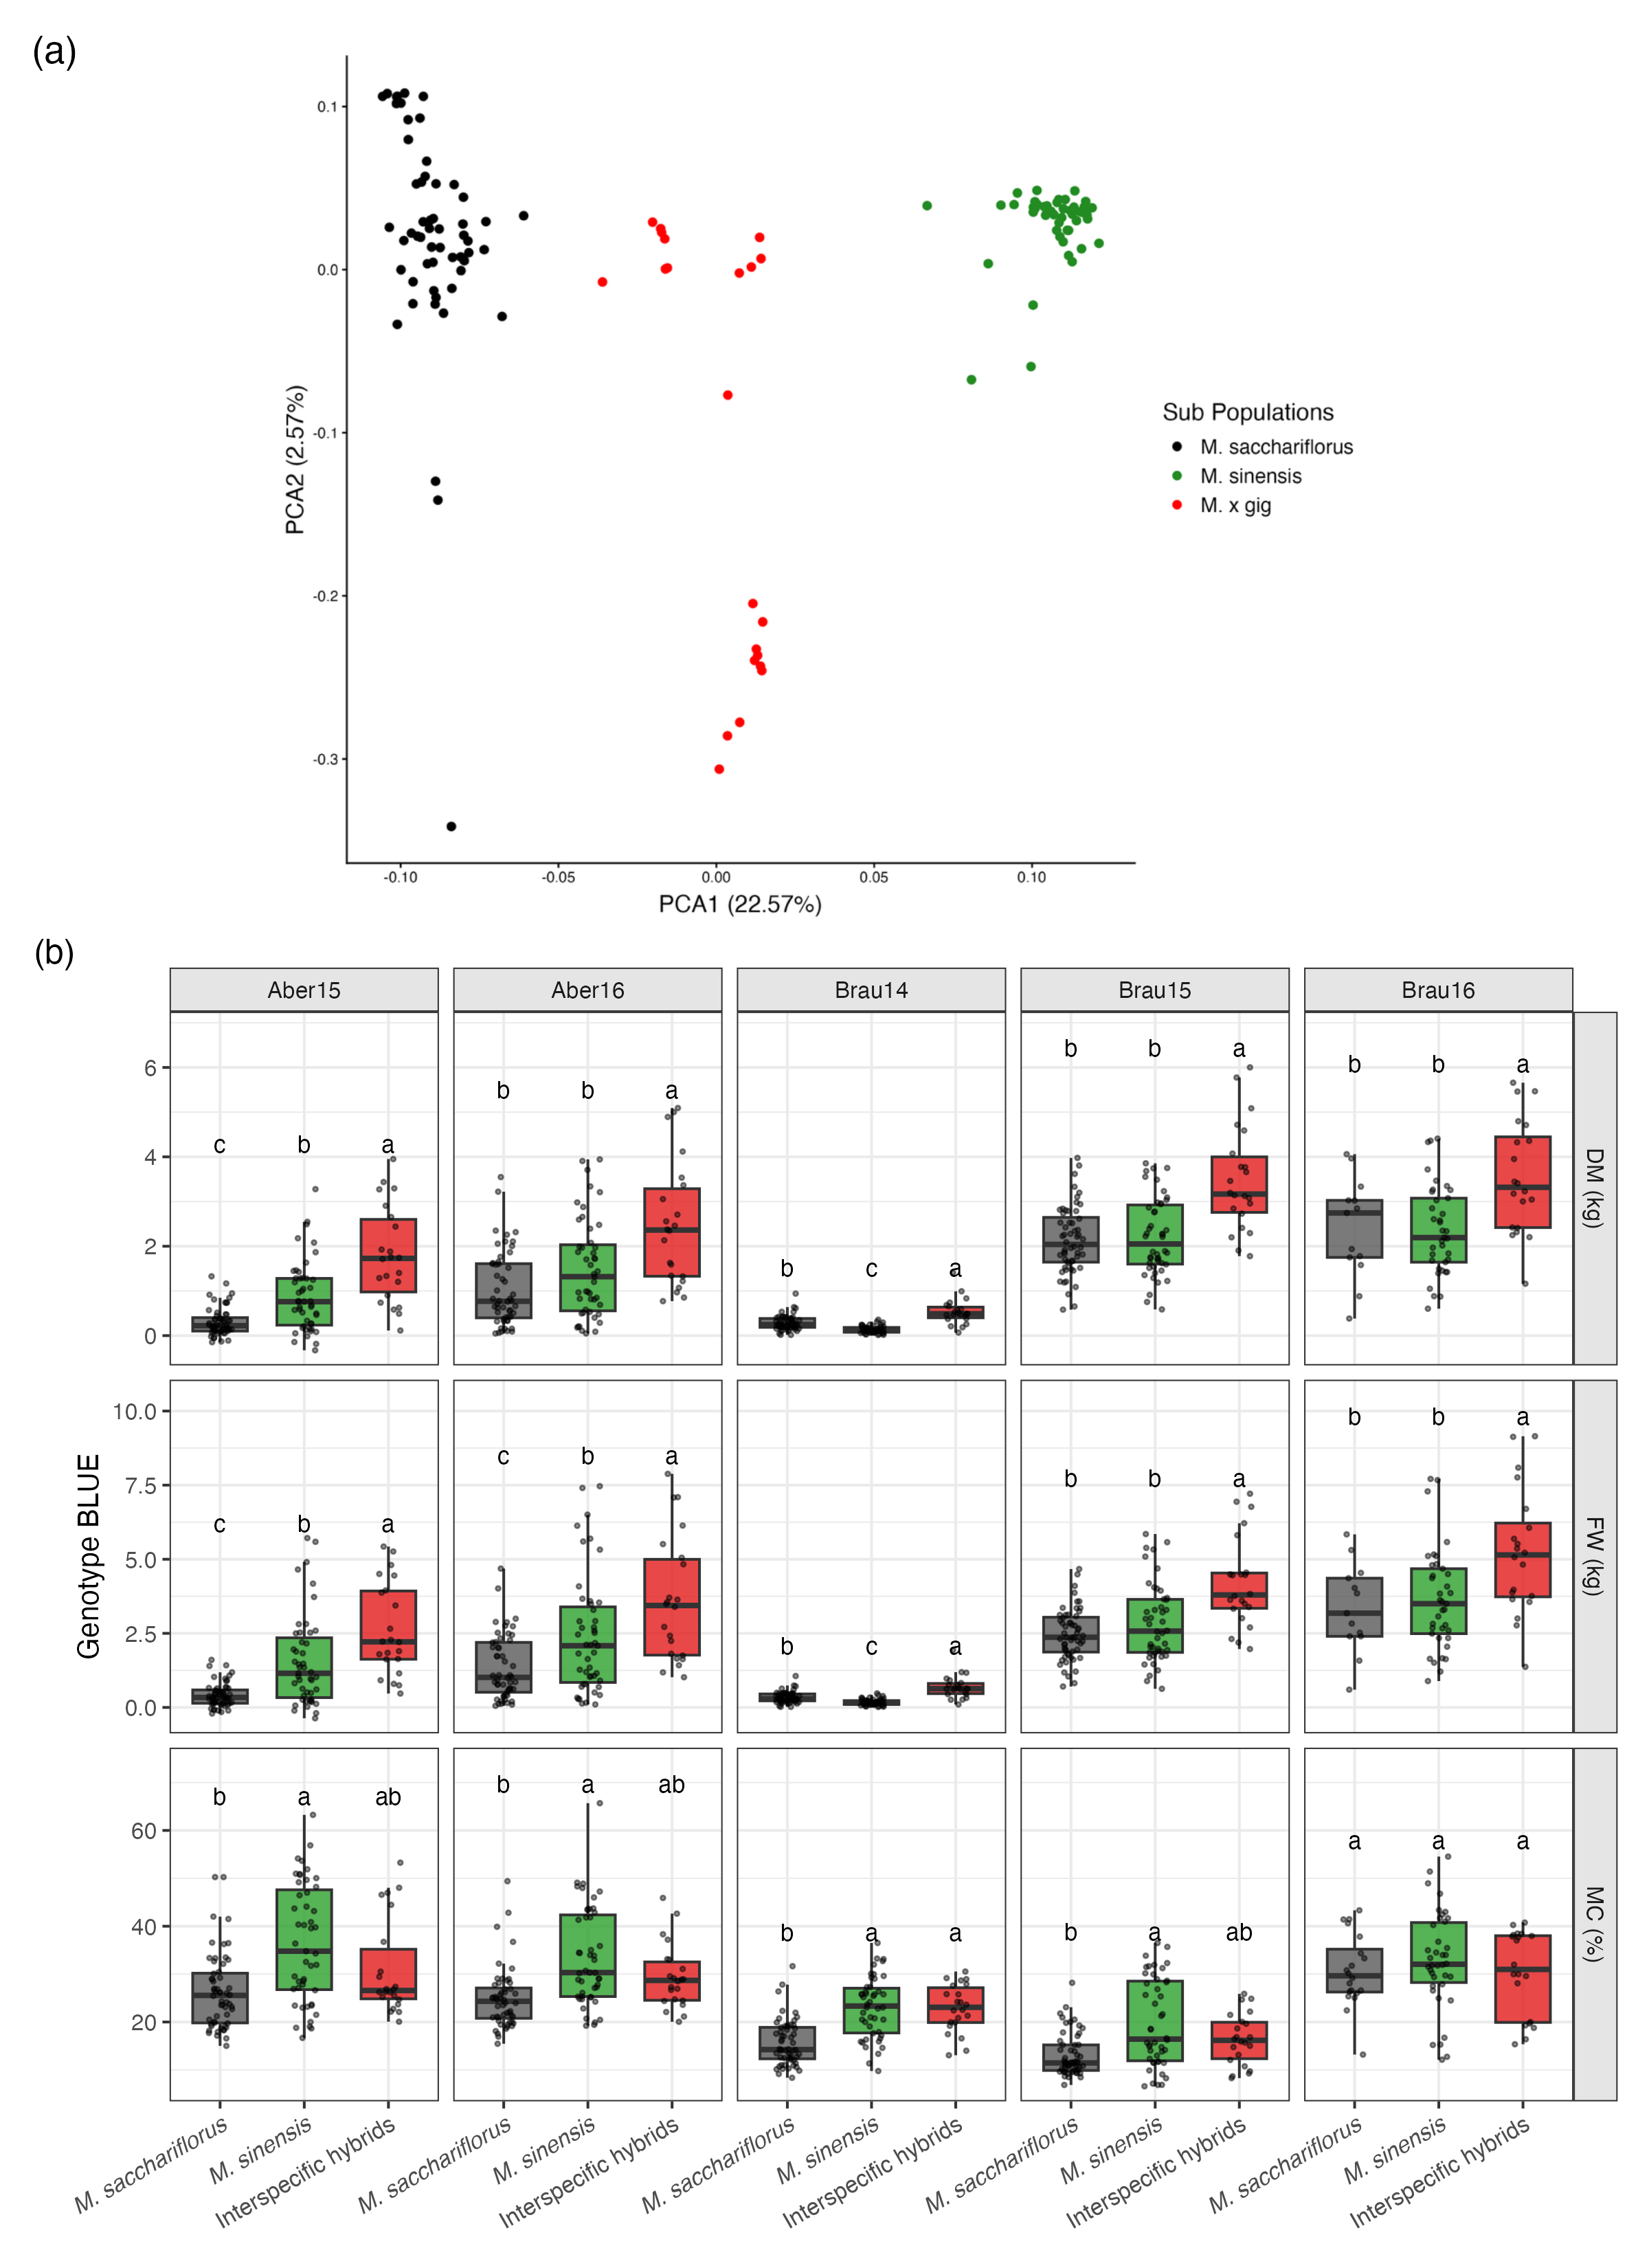 (a)
0.1
0.0
-0.1
-0.2
-0.3
PCA2 (2.57%)
-0.10 -0.05 0.00 0.05 0.10
PCA1 (22.57%)
Sub Populations
M. sacchariflorus
M. sinensis
M. x gig
(b)
Aber15 Aber16 Brau14 Brau15 Brau16
Genotype BLUE
6
4
2
0
c b a
b b a
b c a
b b a
b b a
DM (kg)
10.0
7.5
5.0
2.5
0.0
c b a
c b a
b c a
b b a
b b a
FW (kg)
60
40
20
b a ab
b a ab
b a a
b a ab
a a a
MC (%)
M. sacchariflorus
M. sinensis
Interspecific hybrids
M. sacchariflorus
M. sinensis
Interspecific hybrids
M. sacchariflorus
M. sinensis
Interspecific hybrids
M. sacchariflorus
M. sinensis
Interspecific hybrids
M. sacchariflorus
M. sinensis
Interspecific hybrids